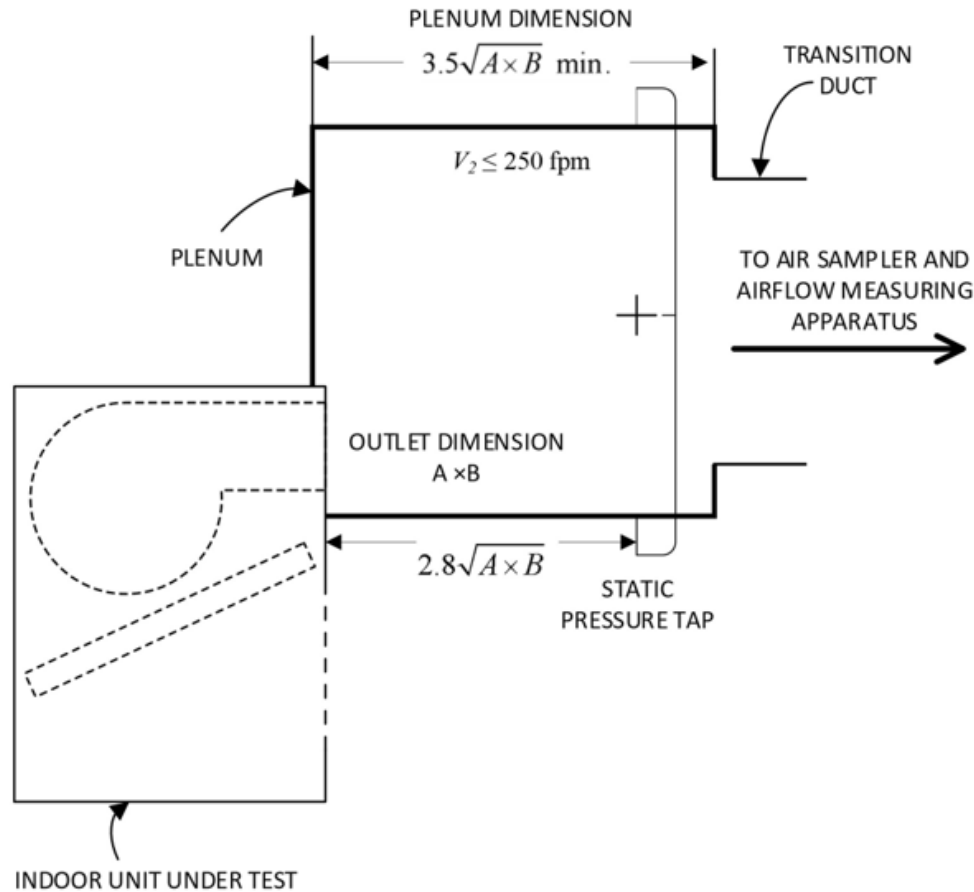 PLENUM DIMENSION
3.5√A × B min.
TRANSITION
DUCT
V₂ ≤ 250 fpm
PLENUM
TO AIR SAMPLER AND
AIRFLOW MEASURING
APPARATUS
OUTLET DIMENSION
A ×B
2.8√A × B
STATIC
PRESSURE TAP
INDOOR UNIT UNDER TEST